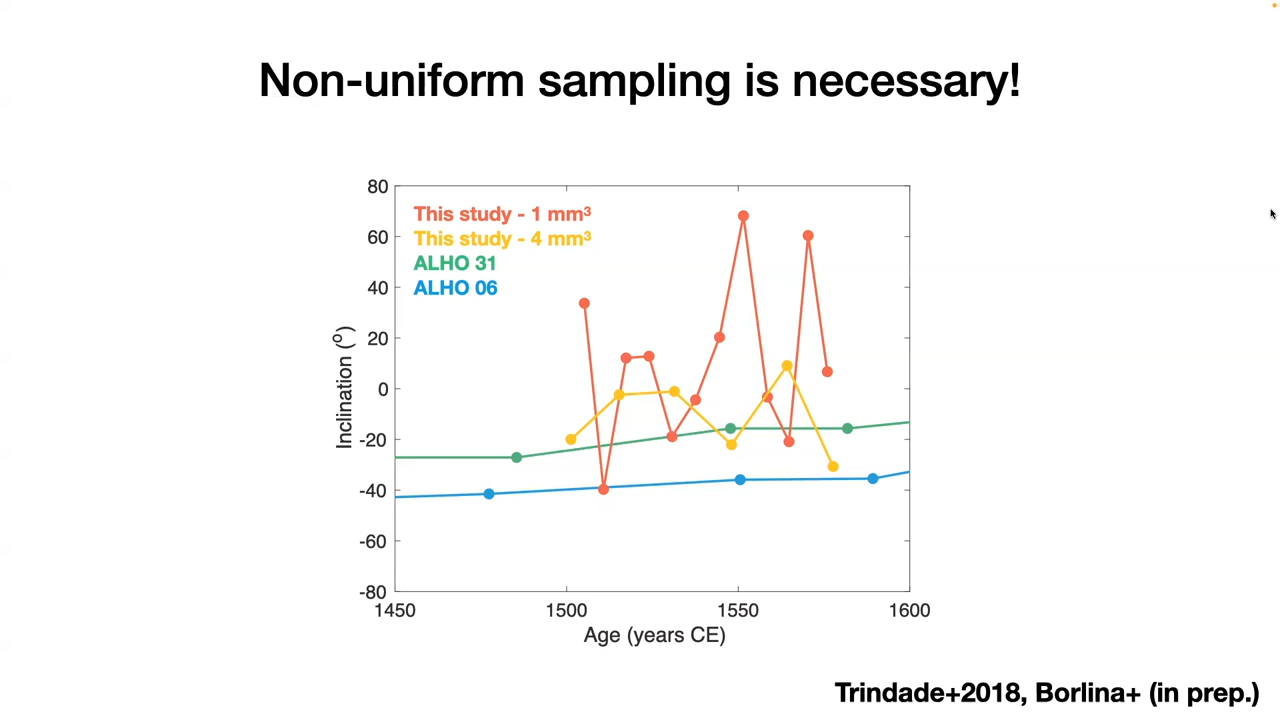 Non-uniform sampling is necessary!
This study - 1 mm³
This study - 4 mm³
ALHO 31
ALHO 06
80
60
40
20
0
-20
-40
-60
-80
Inclination (º)
1450 1500 1550 1600
Age (years CE)
Trindade+2018, Borlina+ (in prep.)